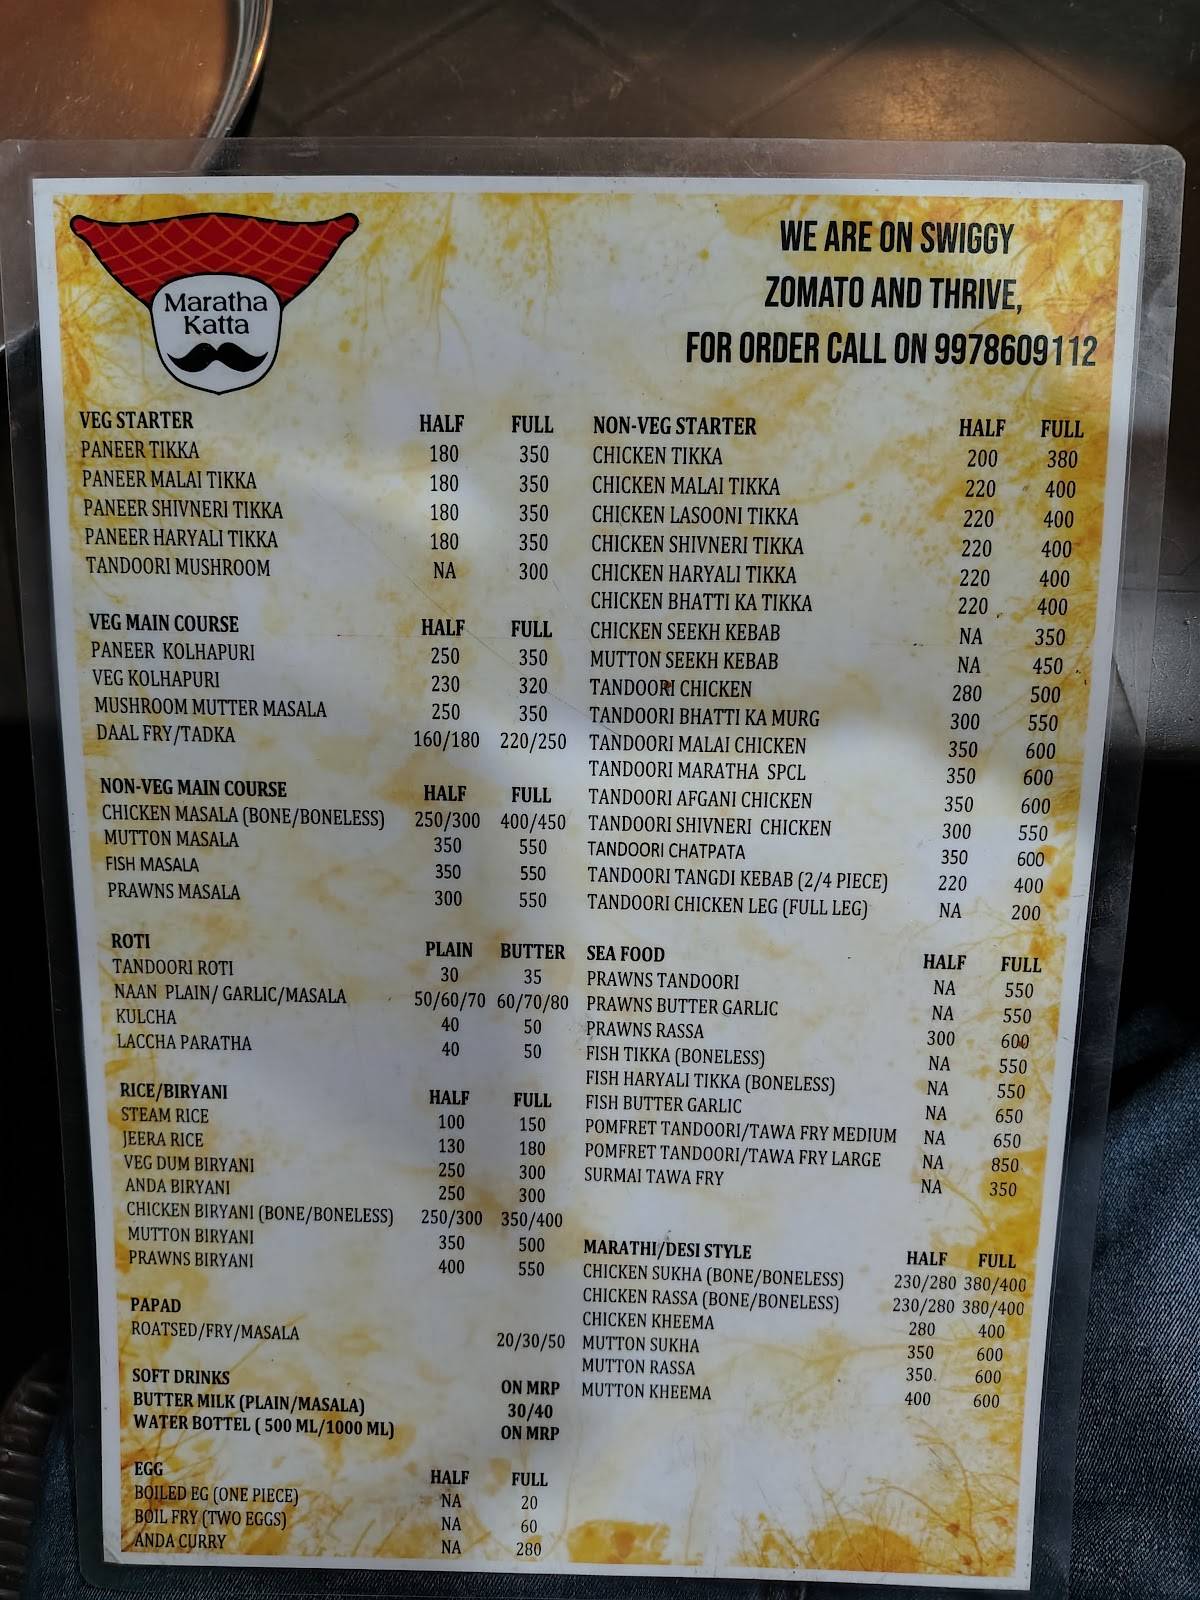 Maratha
Katta
WE ARE ON SWIGGY
ZOMATO AND THRIVE,
FOR ORDER CALL ON 9978609112
VEG STARTER HALF FULL
PANEER TIKKA 180 350
PANEER MALAI TIKKA 180 350
PANEER SHIVNERI TIKKA 180 350
PANEER HARYALI TIKKA 180 350
TANDOORI MUSHROOM NA 300
VEG MAIN COURSE HALF FULL
PANEER KOLHAPURI 250 350
VEG KOLHAPURI 230 320
MUSHROOM MUTTER MASALA 250 350
DAAL FRY/TADKA 160/180 220/250
NON-VEG MAIN COURSE HALF FULL
CHICKEN MASALA (BONE/BONELESS) 250/300 400/450
MUTTON MASALA 350 550
FISH MASALA 350 550
PRAWNS MASALA 300 550
ROTI PLAIN BUTTER
TANDOORI ROTI 30 35
NAAN PLAIN/ GARLIC/MASALA 50/60/70 60/70/80
KULCHA 40 50
LACCHA PARATHA 40 50
RICE/BIRYANI HALF FULL
STEAM RICE 100 150
JEERA RICE 130 180
VEG DUM BIRYANI 250 300
ANDA BIRYANI 250 300
CHICKEN BIRYANI (BONE/BONELESS) 250/300 350/400
MUTTON BIRYANI 350 500
PRAWNS BIRYANI 400 550
PAPAD
ROATSED/FRY/MASALA 20/30/50
SOFT DRINKS ON MRP
BUTTER MILK (PLAIN/MASALA) 30/40
WATER BOTTEL ( 500 ML/1000 ML) ON MRP
EGG HALF FULL
BOILED EG (ONE PIECE) NA 20
BOIL FRY (TWO EGGS) NA 60
ANDA CURRY NA 280
NON-VEG STARTER HALF FULL
CHICKEN TIKKA 200 380
CHICKEN MALAI TIKKA 220 400
CHICKEN LASOONI TIKKA 220 400
CHICKEN SHIVNERI TIKKA 220 400
CHICKEN HARYALI TIKKA 220 400
CHICKEN BHATTI KA TIKKA 220 400
CHICKEN SEEKH KEBAB NA 350
MUTTON SEEKH KEBAB NA 450
TANDOORI CHICKEN 280 500
TANDOORI BHATTI KA MURG 300 550
TANDOORI MALAI CHICKEN 350 600
TANDOORI MARATHA SPCL 350 600
TANDOORI AFGANI CHICKEN 350 600
TANDOORI SHIVNERI CHICKEN 300 550
TANDOORI CHATPATA 350 600
TANDOORI TANGDI KEBAB (2/4 PIECE) 220 400
TANDOORI CHICKEN LEG (FULL LEG) NA 200
SEA FOOD HALF FULL
PRAWNS TANDOORI NA 550
PRAWNS BUTTER GARLIC NA 550
PRAWNS RASSA 300 600
FISH TIKKA (BONELESS) NA 550
FISH HARYALI TIKKA (BONELESS) NA 550
FISH BUTTER GARLIC NA 650
POMFRET TANDOORI/TAWA FRY MEDIUM NA 650
POMFRET TANDOORI/TAWA FRY LARGE NA 850
SURMAI TAWA FRY NA 350
MARATHI/DESI STYLE HALF FULL
CHICKEN SUKHA (BONE/BONELESS) 230/280 380/400
CHICKEN RASSA (BONE/BONELESS) 230/280 380/400
CHICKEN KHEEMA 280 400
MUTTON SUKHA 350 600
MUTTON RASSA 350 600
MUTTON KHEEMA 400 600